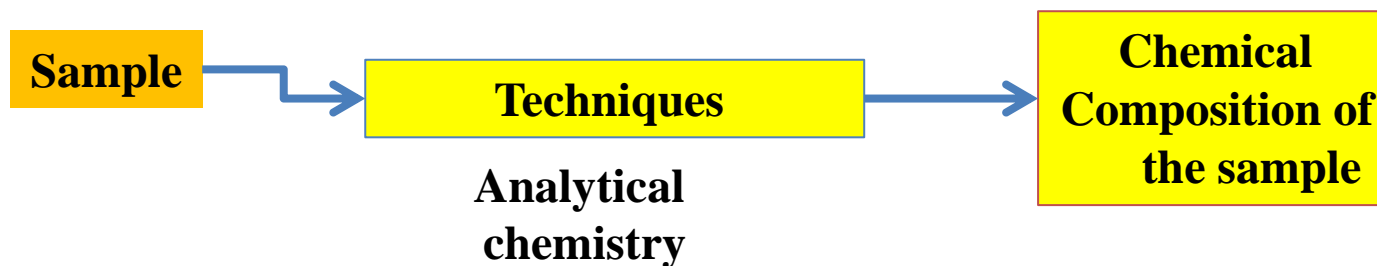 Sample
Techniques
Analytical
chemistry
Chemical
Composition of
the sample